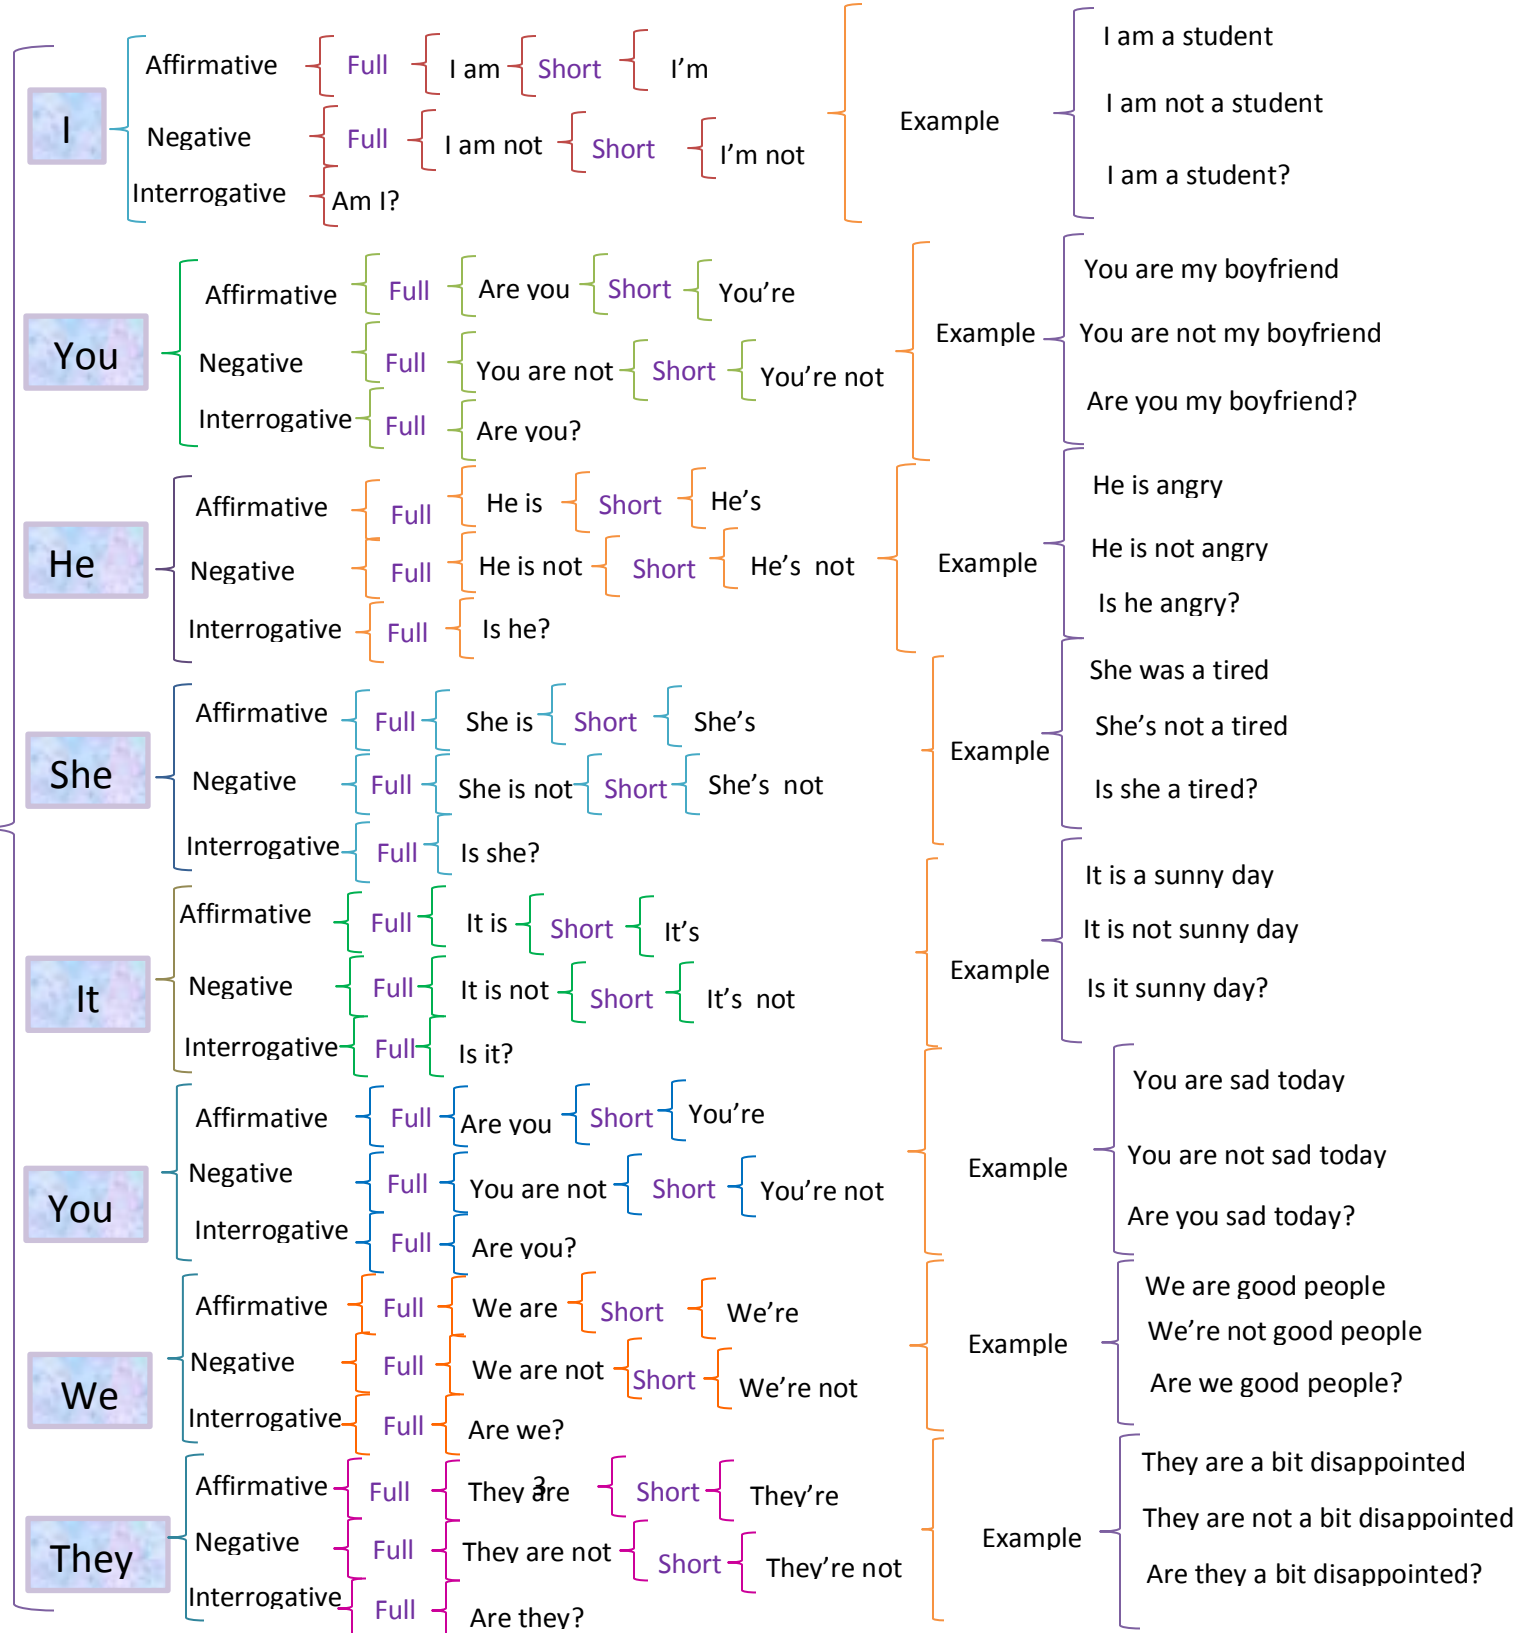 I
Affirmative Full I am Short I'm
Negative Full I am not Short I'm not
Interrogative Am I?
Example
I am a student
I am not a student
I am a student?
You
Affirmative Full Are you Short You're
Negative Full You are not Short You're not
Interrogative Full Are you?
Example
You are my boyfriend
You are not my boyfriend
Are you my boyfriend?
He
Affirmative Full He is Short He's
Negative Full He is not Short He's not
Interrogative Full Is he?
Example
He is angry
He is not angry
Is he angry?
She
Affirmative Full She is Short She's
Negative Full She is not Short She's not
Interrogative Full Is she?
Example
She was a tired
She's not a tired
Is she a tired?
It
Affirmative Full It is Short It's
Negative Full It is not Short It's not
Interrogative Full Is it?
Example
It is a sunny day
It is not sunny day
Is it sunny day?
You
Affirmative Full Are you Short You're
Negative Full You are not Short You're not
Interrogative Full Are you?
Example
You are sad today
You are not sad today
Are you sad today?
We
Affirmative Full We are Short We're
Negative Full We are not Short We're not
Interrogative Full Are we?
Example
We are good people
We're not good people
Are we good people?
They
Affirmative Full They are Short They're
Negative Full They are not Short They're not
Interrogative Full Are they?
Example
They are a bit disappointed
They are not a bit disappointed
Are they a bit disappointed?
3